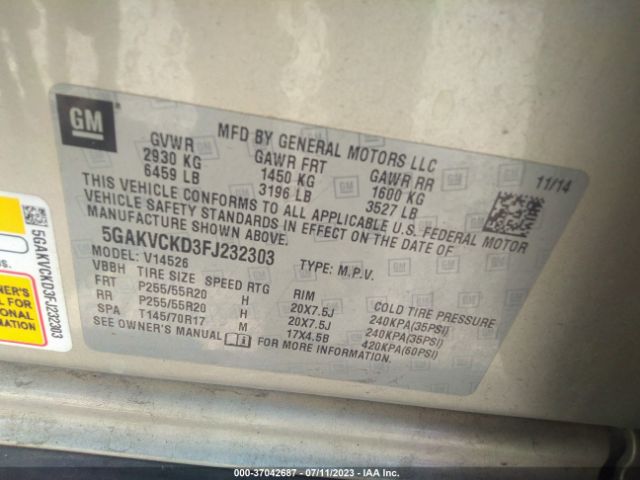 GM
MFD BY GENERAL MOTORS LLC
GVWR GAWR FRT GAWR RR 11/14
2930 KG 1450 KG 1600 KG
6459 LB 3196 LB 3527 LB
THIS VEHICLE CONFORMS TO ALL APPLICABLE U.S. FEDERAL MOTOR
VEHICLE SAFETY STANDARDS IN EFFECT ON THE DATE OF
MANUFACTURE SHOWN ABOVE.
5GAKVCKD3FJ232303 TYPE: M.P.V.
MODEL: V14526
VBBH TIRE SIZE SPEED RTG RIM COLD TIRE PRESSURE
FRT P255/55R20 H 20X7.5J 240KPA(35PSI)
RR P255/55R20 H 20X7.5J 240KPA(35PSI)
SPA T145/70R17 M 17X4.5B 420KPA(60PSI)
SEE OWNER'S MANUAL FOR MORE INFORMATION.
5GAKVCKD3FJ232303
000-37042687 - 07/11/2023 - IAA Inc.